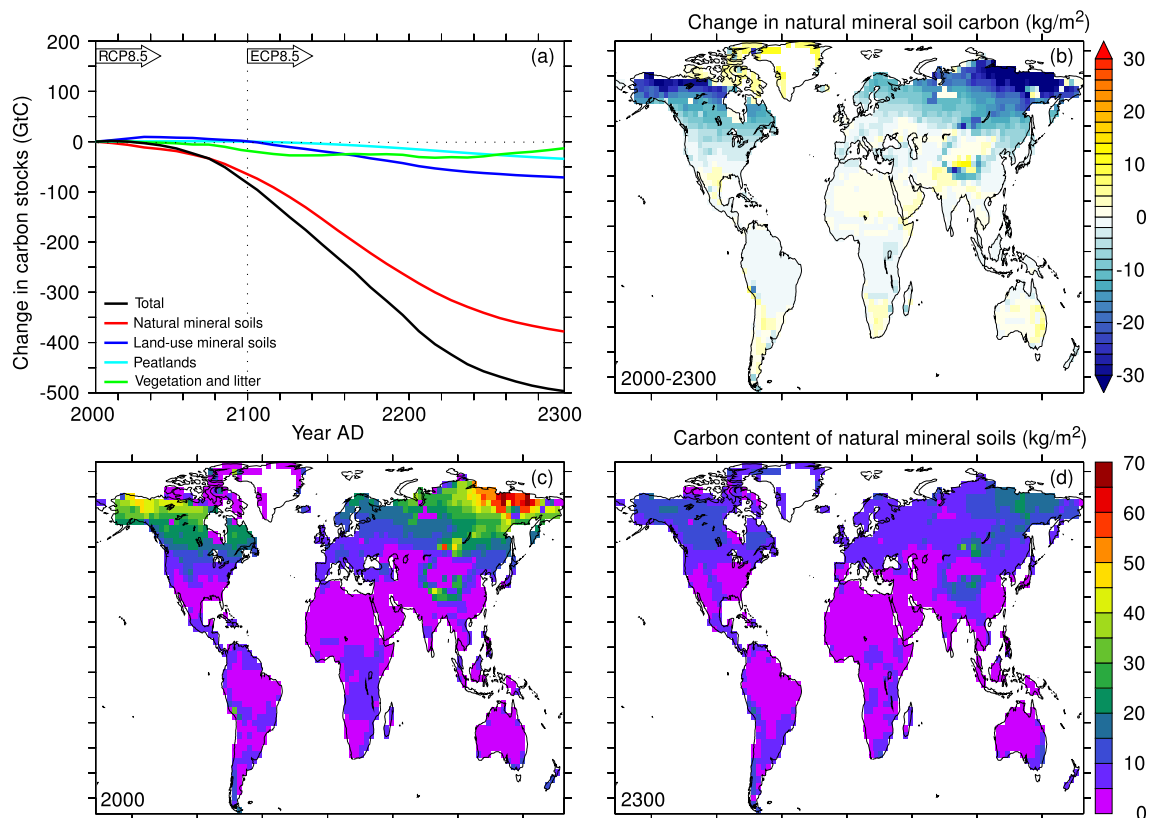 Change in natural mineral soil carbon (kg/m²)
200
100
0
-100
-200
-300
-400
-500
Change in carbon stocks (GtC)
RCP8.5
ECP8.5
(a)
Total
Natural mineral soils
Land-use mineral soils
Peatlands
Vegetation and litter
2000
2100
2200
2300
Year AD
(b)
2000-2300
30
20
10
0
-10
-20
-30
Carbon content of natural mineral soils (kg/m²)
(c)
2000
(d)
2300
70
60
50
40
30
20
10
0